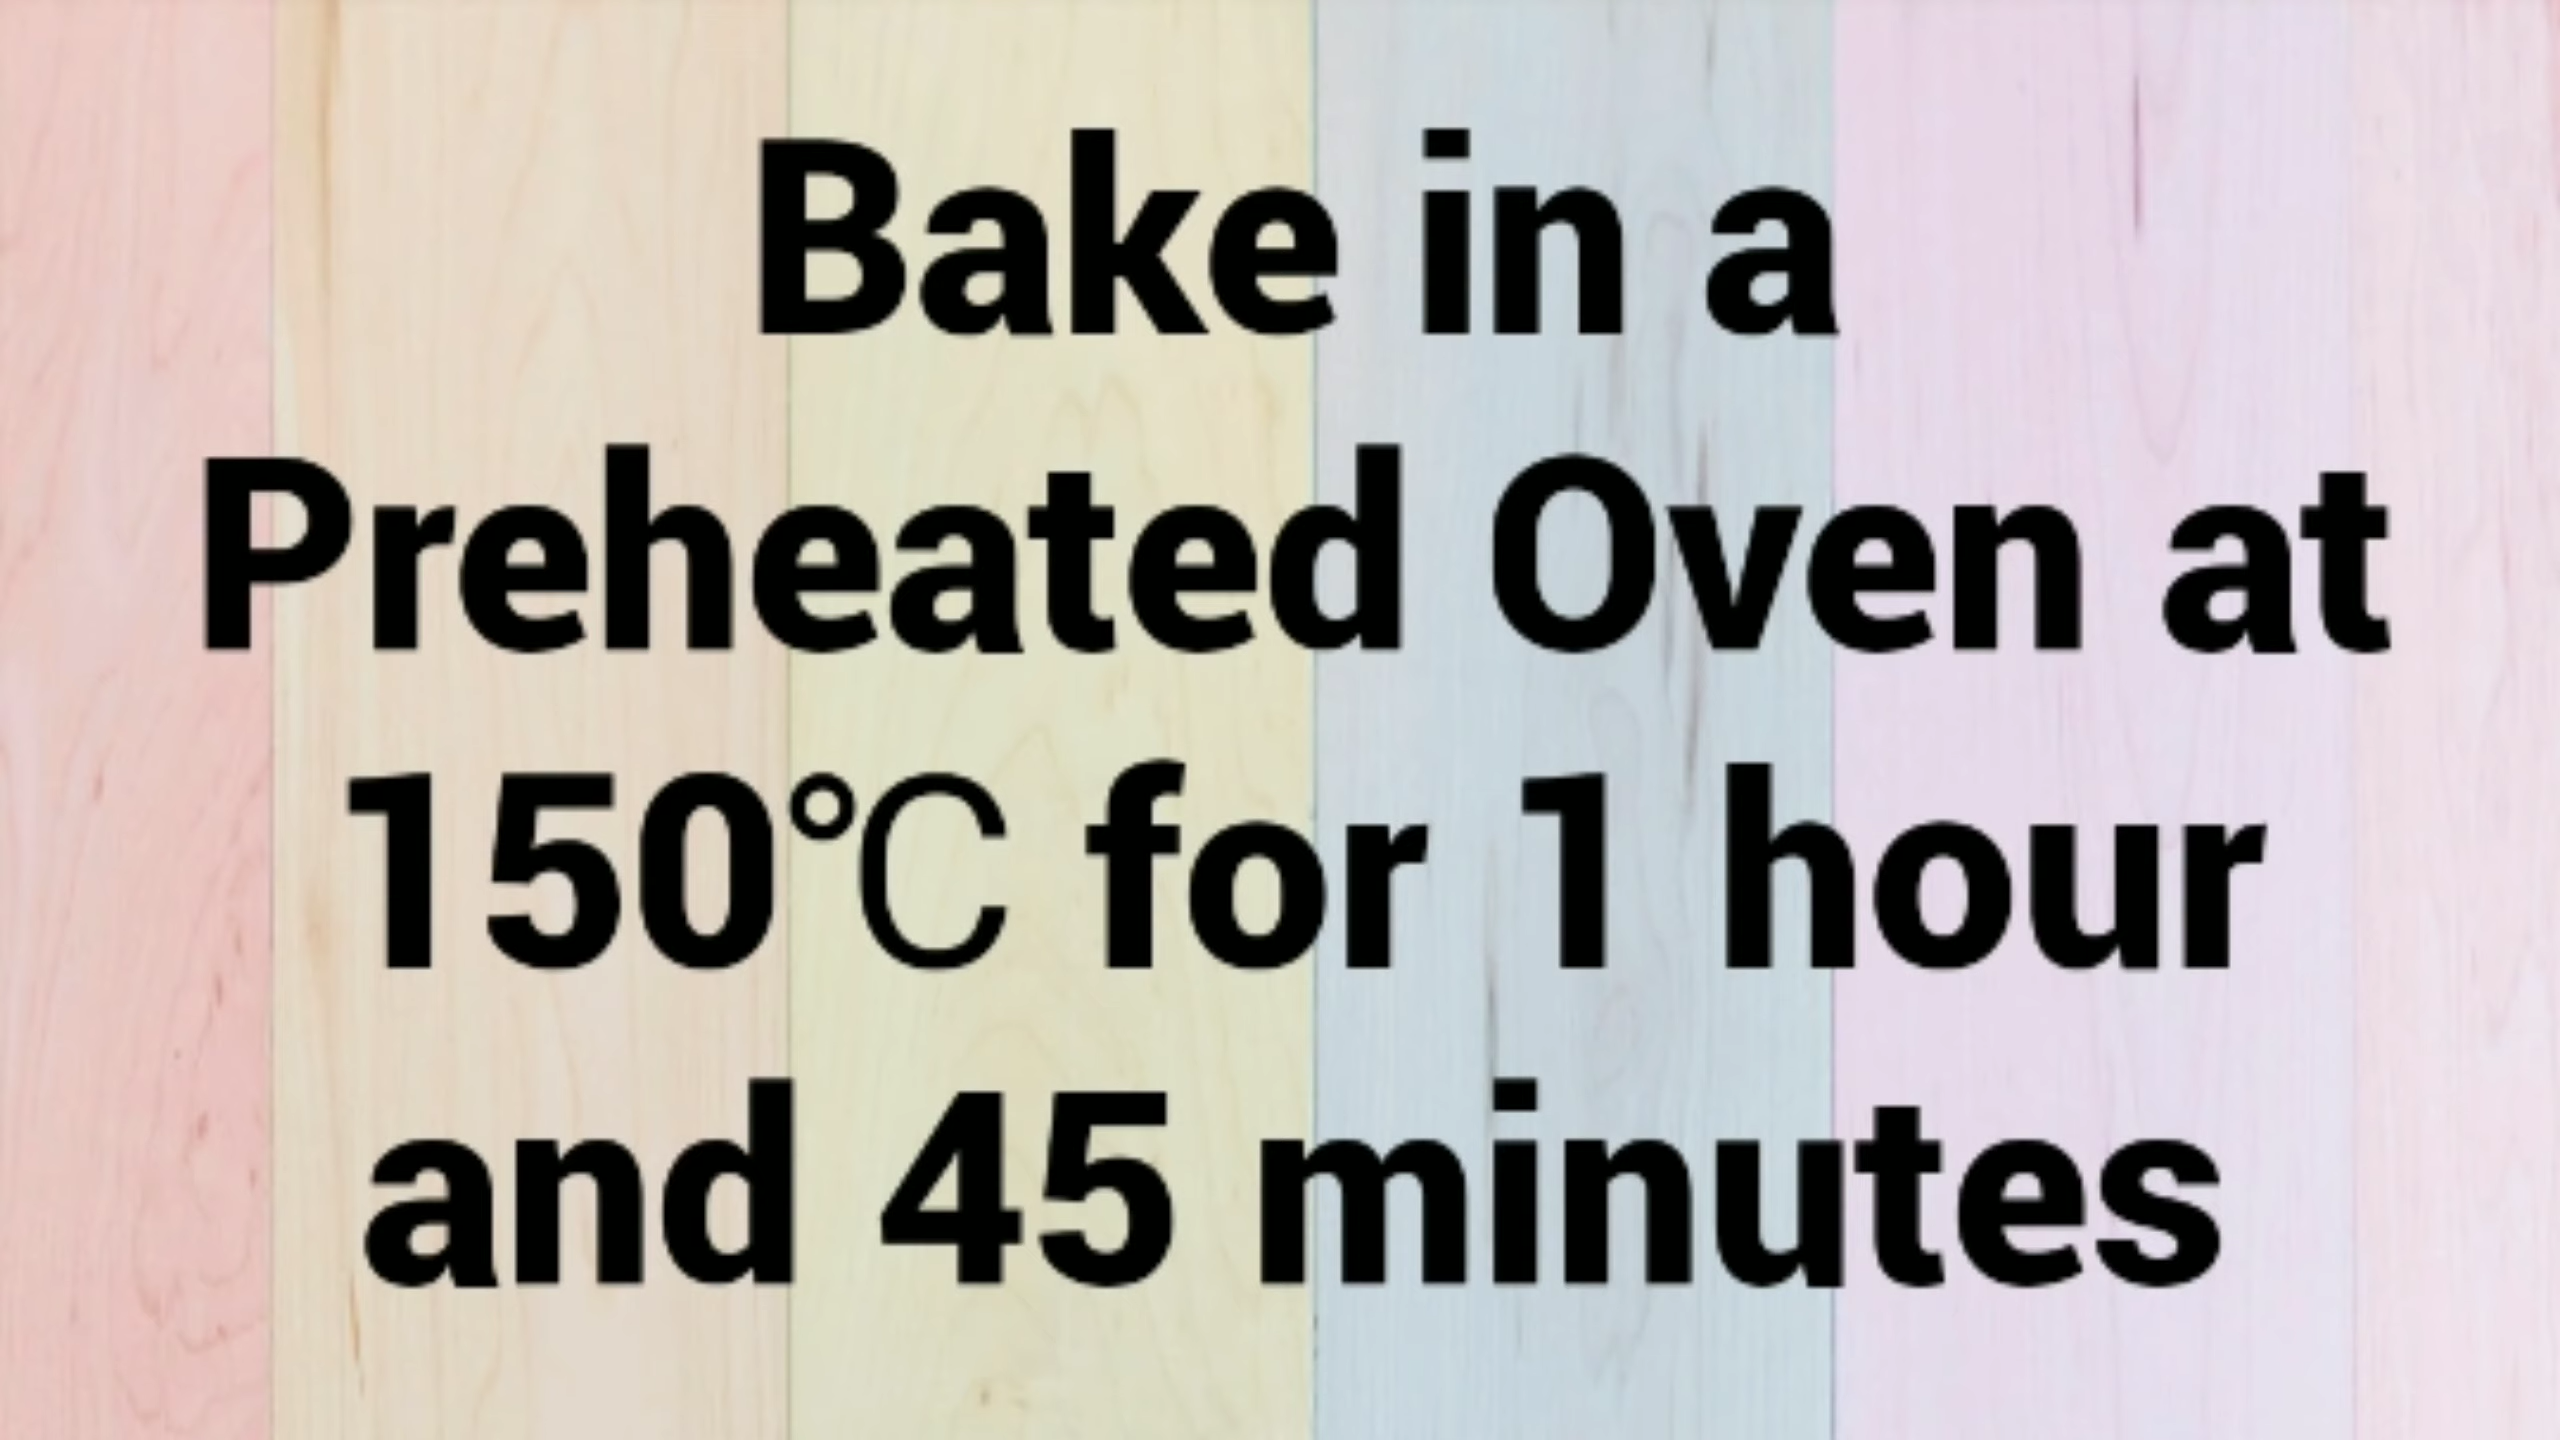 Bake in a
Preheated Oven at
150℃ for 1 hour
and 45 minutes